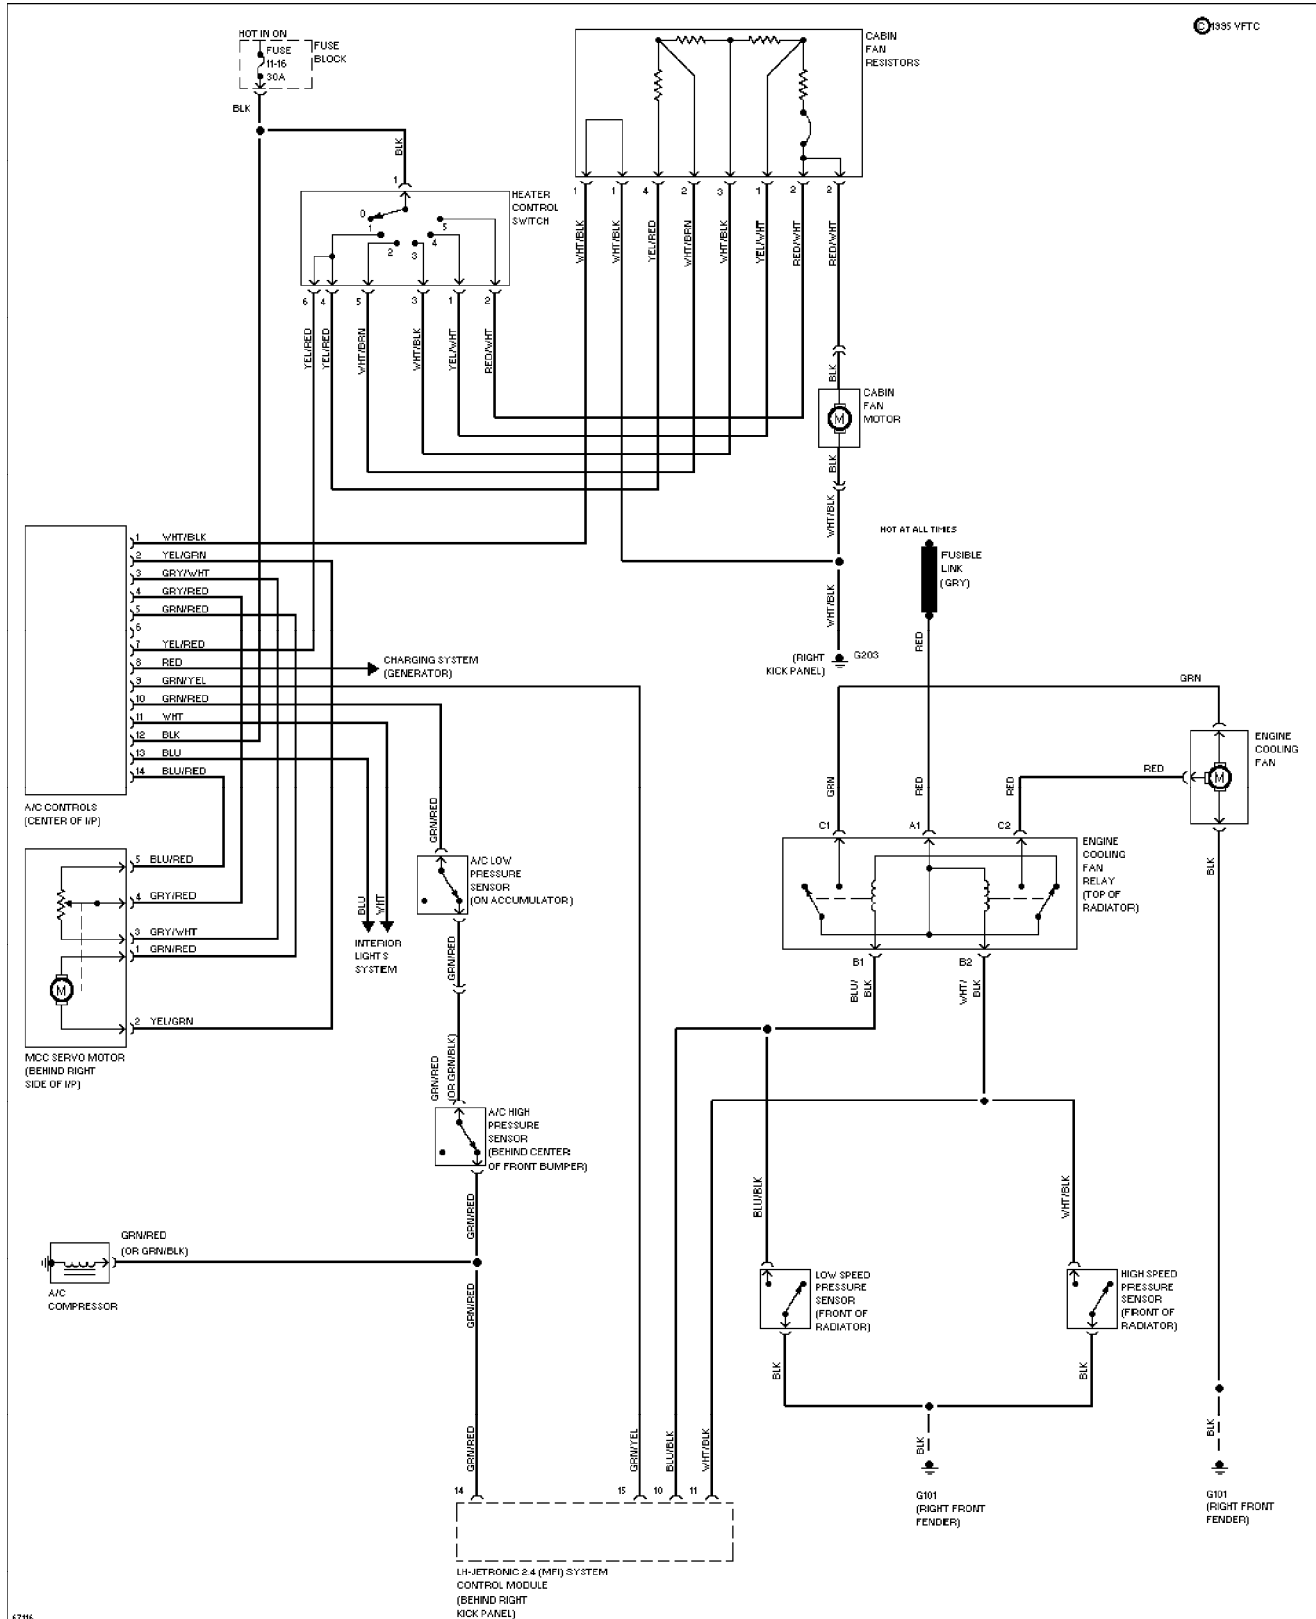 HOT IN ON
FUSE
11-16
30A
FUSE
BLOCK
BLK
BLK
1
HEATER
CONTROL
SWITCH
0
1
2
3
4
5
6
4
5
3
1
2
YEL/RED
YEL/RED
WHT/BRN
WHT/BLK
YEL/WHT
RED/WHT
CABIN
FAN
RESISTORS
©1995 VFTC
1
1
4
2
3
1
2
2
WHT/BLK
WHT/BLK
YEL/RED
WHT/BRN
WHT/BLK
YEL/WHT
RED/WHT
RED/WHT
BLK
CABIN
FAN
MOTOR
M
BLK
WHT/BLK
WHT/BLK
(RIGHT
KICK PANEL)
G203
HOT AT ALL TIMES
FUSIBLE
LINK
(GRY)
RED
1 WHT/BLK
2 YEL/GRN
3 GRY/WHT
4 GRY/RED
5 GRN/RED
6
7 YEL/RED
8 RED
9 GRN/YEL
10 GRN/RED
11 WHT
12 BLK
13 BLU
14 BLU/RED
CHARGING SYSTEM
(GENERATOR)
A/C CONTROLS
(CENTER OF I/P)
5 BLU/RED
4 GRY/RED
3 GRY/WHT
1 GRN/RED
2 YEL/GRN
M
MCC SERVO MOTOR
(BEHIND RIGHT
SIDE OF I/P)
BLU
WHT
INTERIOR
LIGHTS
SYSTEM
GRN/RED
A/C LOW
PRESSURE
SENSOR
(ON ACCUMULATOR)
GRN/RED
GRN/RED
(OR GRN/BLK)
A/C HIGH
PRESSURE
SENSOR
(BEHIND CENTER
OF FRONT BUMPER)
GRN/RED
GRN/RED
(OR GRN/BLK)
A/C
COMPRESSOR
GRN/RED
GRN
GRN
RED
RED
RED
M
ENGINE
COOLING
FAN
C1
A1
C2
ENGINE
COOLING
FAN
RELAY
(TOP OF
RADIATOR)
B1
B2
BLU/
BLK
WHT/
BLK
BLK
BLU/BLK
WHT/BLK
LOW SPEED
PRESSURE
SENSOR
(FRONT OF
RADIATOR)
HIGH SPEED
PRESSURE
SENSOR
(FRONT OF
RADIATOR)
BLK
BLK
BLK
BLK
G101
(RIGHT FRONT
FENDER)
G101
(RIGHT FRONT
FENDER)
GRN/RED
GRN/YEL
BLU/BLK
WHT/BLK
14
15
10
11
LH-JETRONIC 2.4 (MFI) SYSTEM
CONTROL MODULE
(BEHIND RIGHT
KICK PANEL)
67116